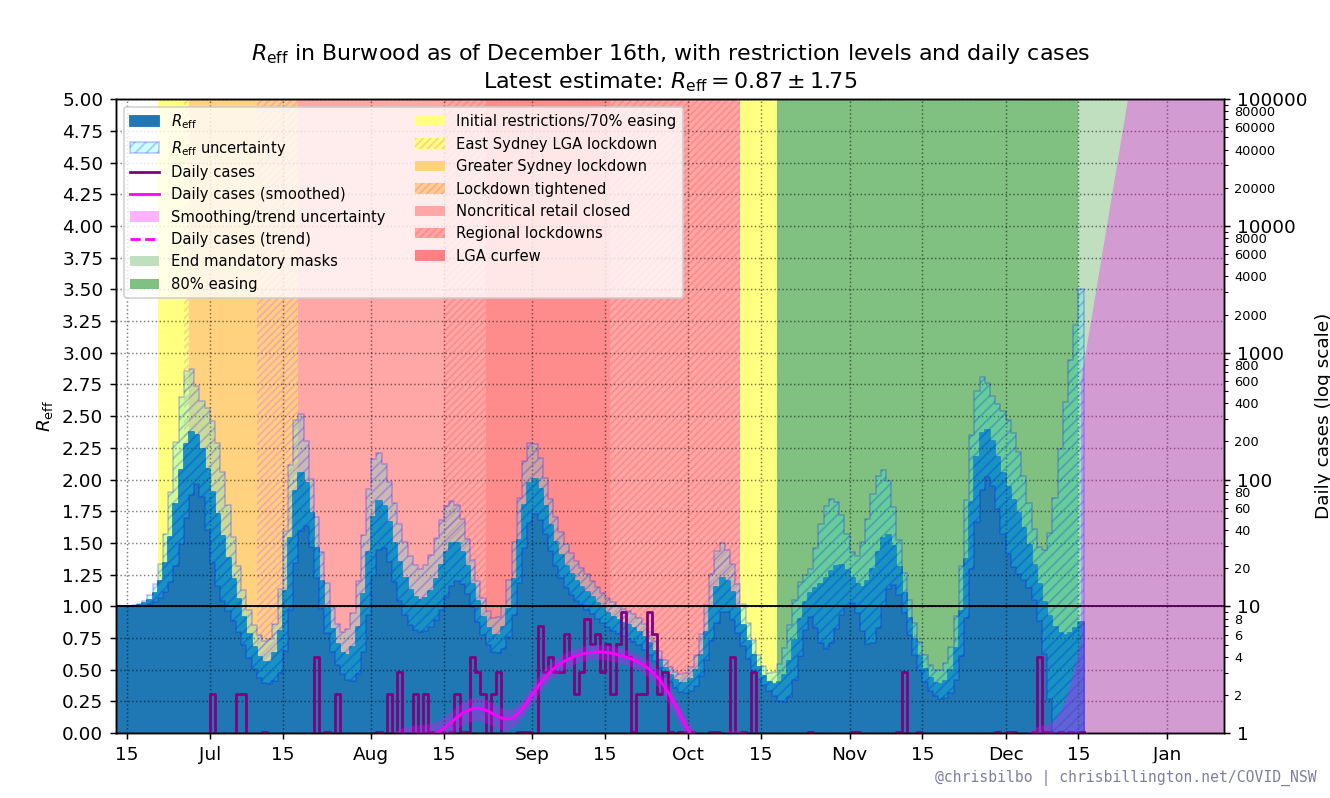 R_eff in Burwood as of December 16th, with restriction levels and daily cases
Latest estimate: R_eff = 0.87 ± 1.75
R_eff
R_eff uncertainty
Daily cases
Daily cases (smoothed)
Smoothing/trend uncertainty
Daily cases (trend)
End mandatory masks
80% easing
Initial restrictions/70% easing
East Sydney LGA lockdown
Greater Sydney lockdown
Lockdown tightened
Noncritical retail closed
Regional lockdowns
LGA curfew
R_eff
5.00
4.75
4.50
4.25
4.00
3.75
3.50
3.25
3.00
2.75
2.50
2.25
2.00
1.75
1.50
1.25
1.00
0.75
0.50
0.25
0.00
15 Jul 15 Aug 15 Sep 15 Oct 15 Nov 15 Dec 15 Jan
100000
80000
60000
40000
20000
10000
8000
6000
4000
2000
1000
800
600
400
200
100
80
60
40
20
10
8
6
4
2
1
Daily cases (log scale)
@chrisbilbo | chrisbillington.net/COVID_NSW